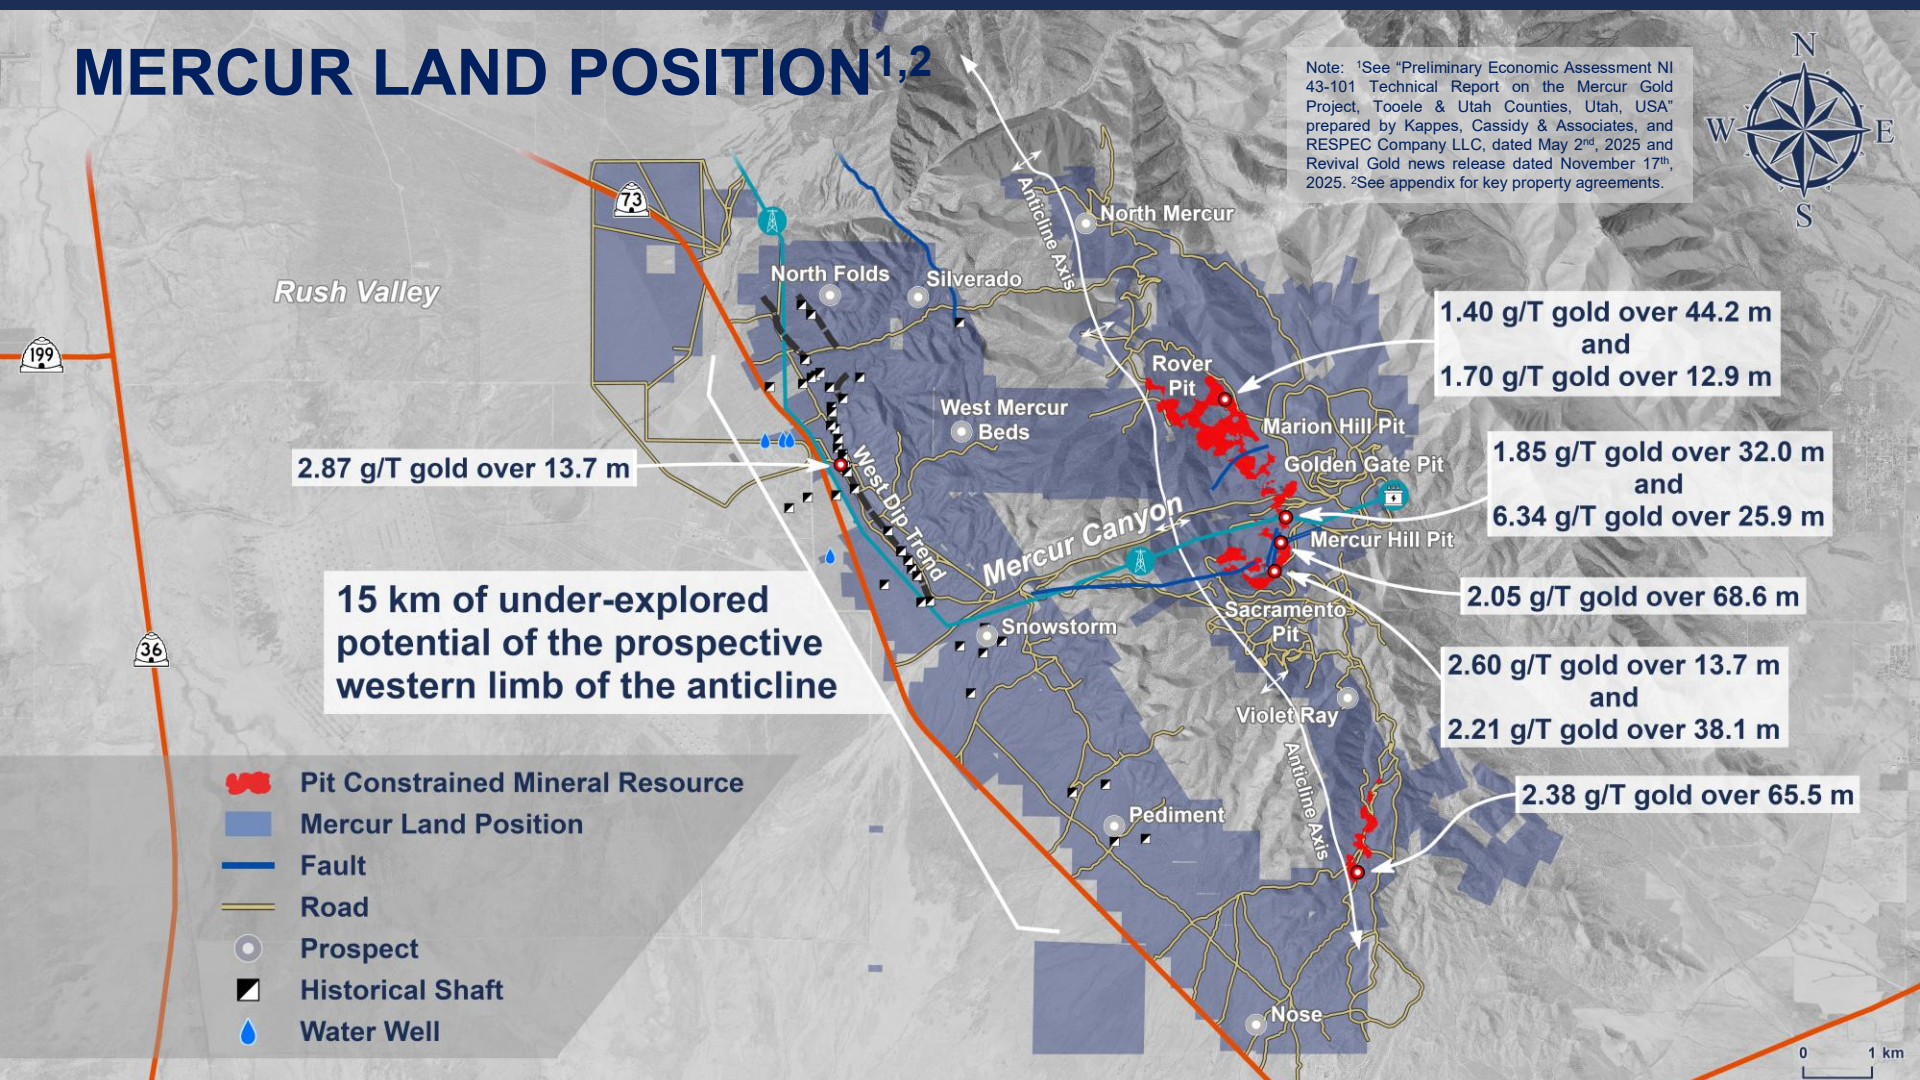 MERCUR LAND POSITION1,2
Note: 1See “Preliminary Economic Assessment NI
43-101 Technical Report on the Mercur Gold
Project, Tooele & Utah Counties, Utah, USA”
prepared by Kappes, Cassidy & Associates, and
RESPEC Company LLC, dated May 2nd, 2025 and
Revival Gold news release dated November 17th,
2025. 2See appendix for key property agreements.
N
W
E
S
73
199
36
Rush Valley
North Mercur
Anticline Axis
North Folds
Silverado
Rover
Pit
1.40 g/T gold over 44.2 m
and
1.70 g/T gold over 12.9 m
West Mercur
Beds
Marion Hill Pit
Golden Gate Pit
1.85 g/T gold over 32.0 m
and
6.34 g/T gold over 25.9 m
2.87 g/T gold over 13.7 m
West Dip Trend
Mercur Canyon
Mercur Hill Pit
2.05 g/T gold over 68.6 m
15 km of under-explored
potential of the prospective
western limb of the anticline
Snowstorm
Sacramento
Pit
2.60 g/T gold over 13.7 m
and
2.21 g/T gold over 38.1 m
Violet Ray
Anticline Axis
2.38 g/T gold over 65.5 m
Pediment
Nose
Pit Constrained Mineral Resource
Mercur Land Position
Fault
Road
Prospect
Historical Shaft
Water Well
0 1 km